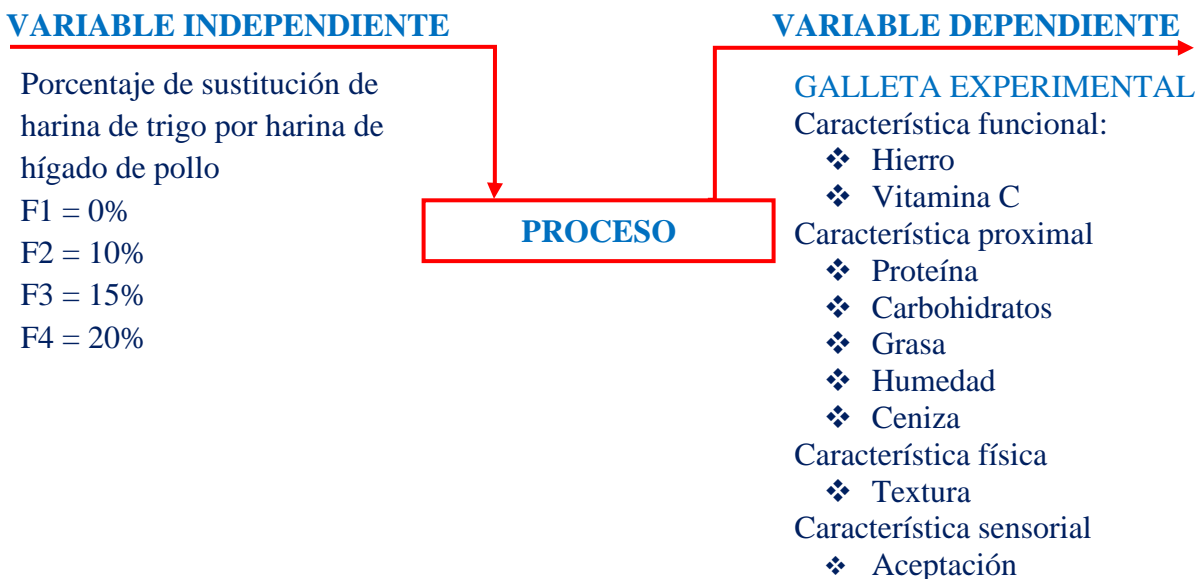 VARIABLE INDEPENDIENTE
Porcentaje de sustitución de
harina de trigo por harina de
hígado de pollo
F1 = 0%
F2 = 10%
F3 = 15%
F4 = 20%
PROCESO
VARIABLE DEPENDIENTE
GALLETA EXPERIMENTAL
Característica funcional:
❖ Hierro
❖ Vitamina C
Característica proximal
❖ Proteína
❖ Carbohidratos
❖ Grasa
❖ Humedad
❖ Ceniza
Característica física
❖ Textura
Característica sensorial
❖ Aceptación